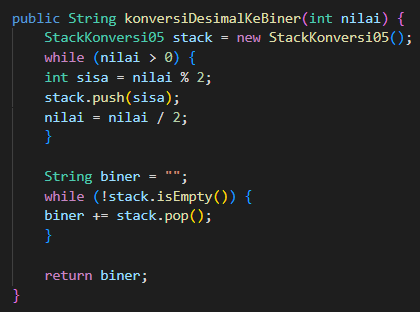 public String konversiDesimalKeBiner(int nilai) {
    StackKonversi05 stack = new StackKonversi05();
    while (nilai > 0) {
    int sisa = nilai % 2;
    stack.push(sisa);
    nilai = nilai / 2;
    }

    String biner = "";
    while (!stack.isEmpty()) {
    biner += stack.pop();
    }

    return biner;
}